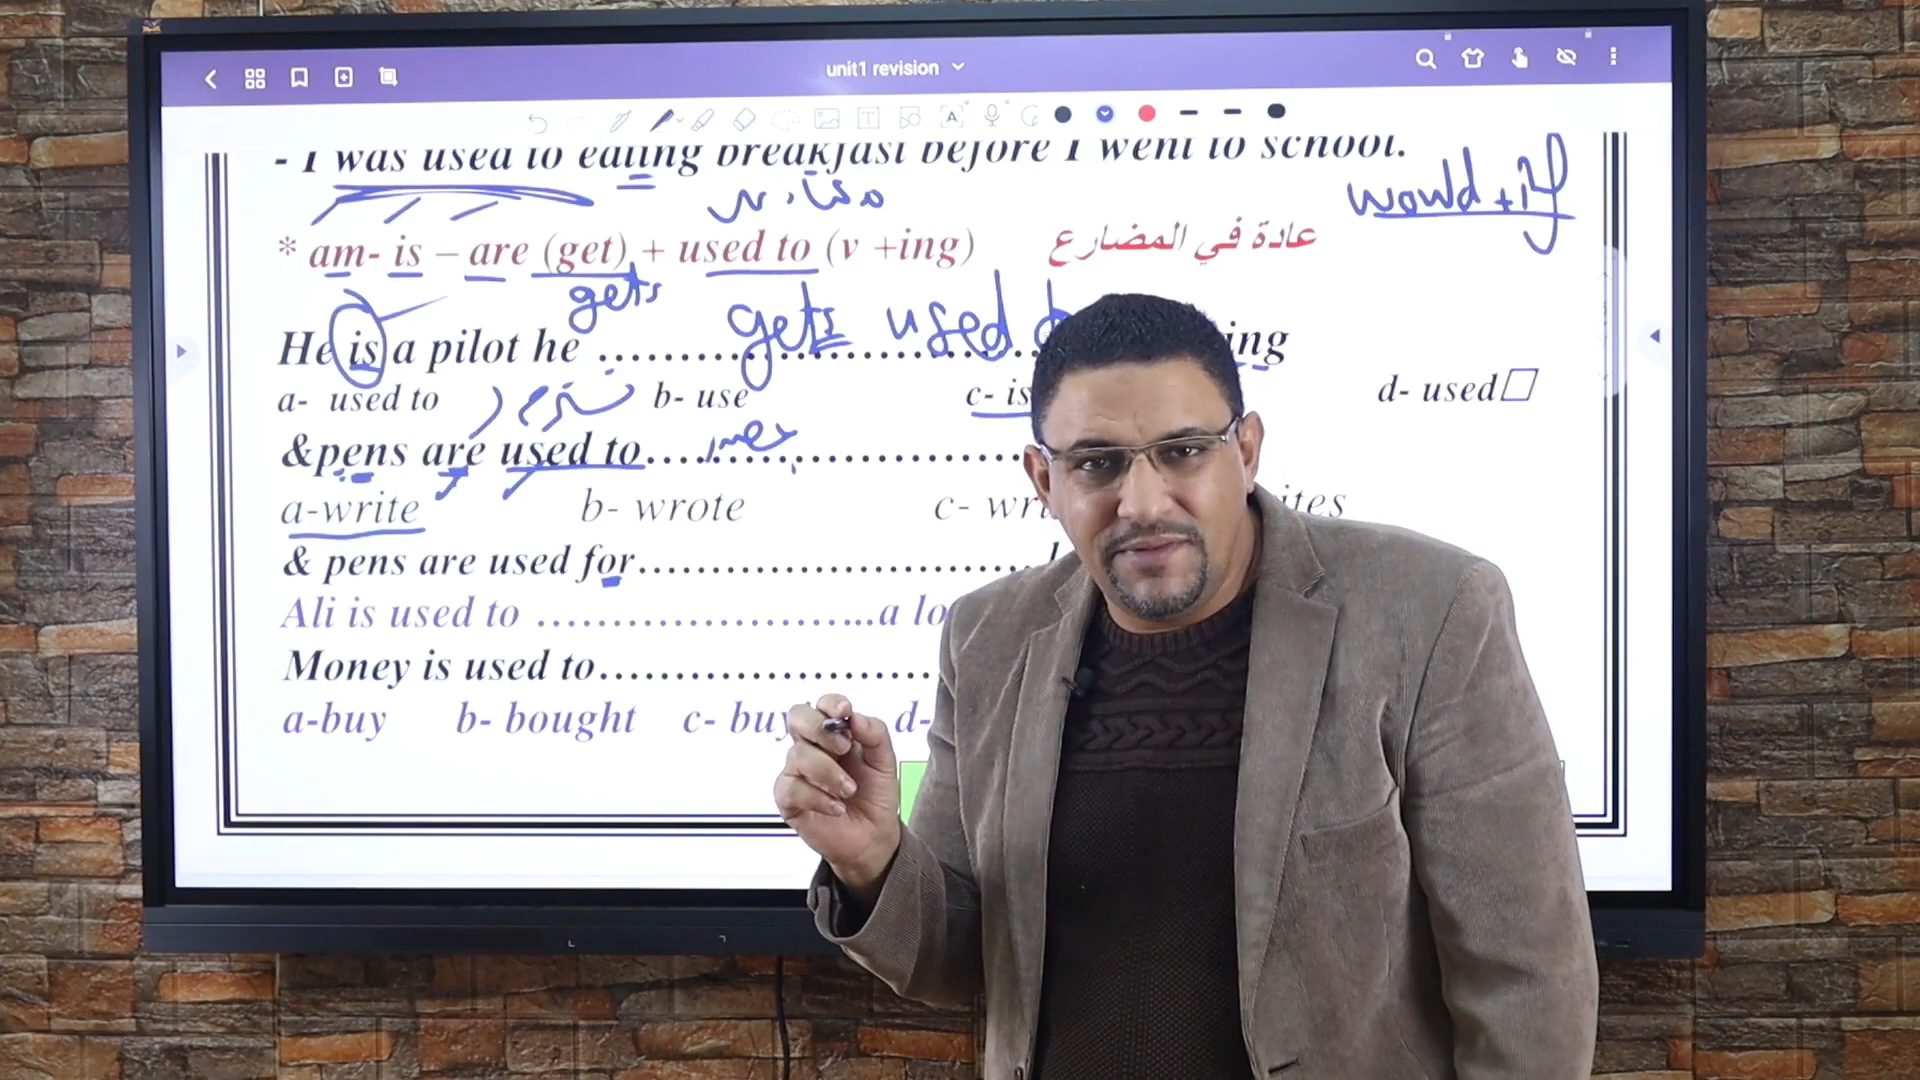 unit1 revision
- I was used to eating breakfast before I went to school.
would + if
* am- is – are (get) + used to (v +ing) عادة في المضارع
gets
gets used
He is a pilot he ........................ing
a- used to b- use c- is d- used
&pens are used to........................
a-write b- wrote c- wri ites
& pens are used for........................
Ali is used to ........................a lo
Money is used to........................
a-buy b- bought c- buy d-